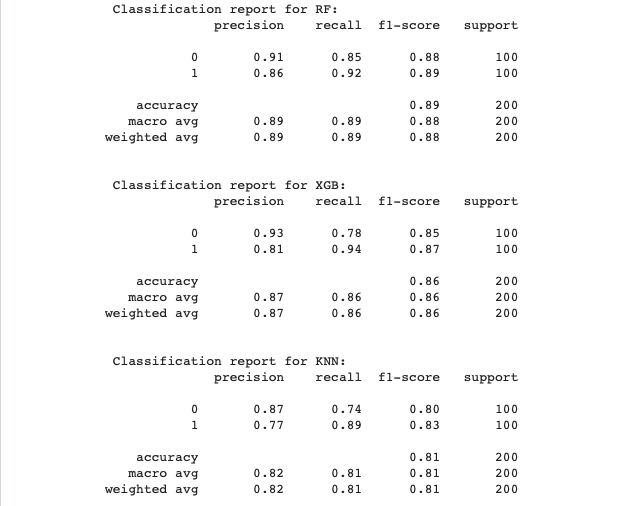 Classification report for RF:
precision recall f1-score support
0 0.91 0.85 0.88 100
1 0.86 0.92 0.89 100
accuracy 0.89 200
macro avg 0.89 0.89 0.88 200
weighted avg 0.89 0.89 0.88 200
Classification report for XGB:
precision recall f1-score support
0 0.93 0.78 0.85 100
1 0.81 0.94 0.87 100
accuracy 0.86 200
macro avg 0.87 0.86 0.86 200
weighted avg 0.87 0.86 0.86 200
Classification report for KNN:
precision recall f1-score support
0 0.87 0.74 0.80 100
1 0.77 0.89 0.83 100
accuracy 0.81 200
macro avg 0.82 0.81 0.81 200
weighted avg 0.82 0.81 0.81 200